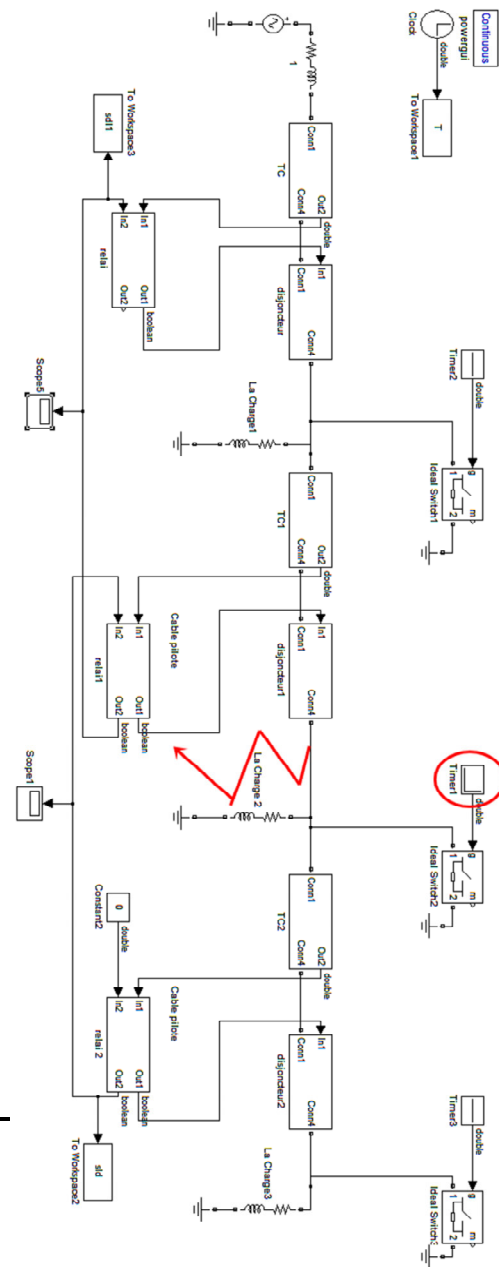 Continuous
powergui
Clock
double
T
To Workspace1
Timer2
double
g
m
1
2
Ideal Switch1
Timer1
double
g
m
1
2
Ideal Switch2
Timer3
double
g
m
1
2
Ideal Switch3
1
Conn1
Out2
Conn4
double
TC
In1
Conn1
Conn4
disjoncteur
La Charge1
Conn1
Out2
Conn4
double
TC1
In1
Conn1
Conn4
disjoncteur1
La Charge 2
Conn1
Out2
Conn4
double
TC2
In1
Conn1
Conn4
disjoncteur2
La Charge3
sdl1
To Workspace3
In1
In2
Out1
Out2
boolean
relai
Cable pilote
In1
In2
Out1
Out2
boolean
boolean
relai1
0
Constant2
double
Cable pilote
In1
In2
Out1
Out2
boolean
boolean
relai 2
Scope5
Scope1
sld
To Workspace2